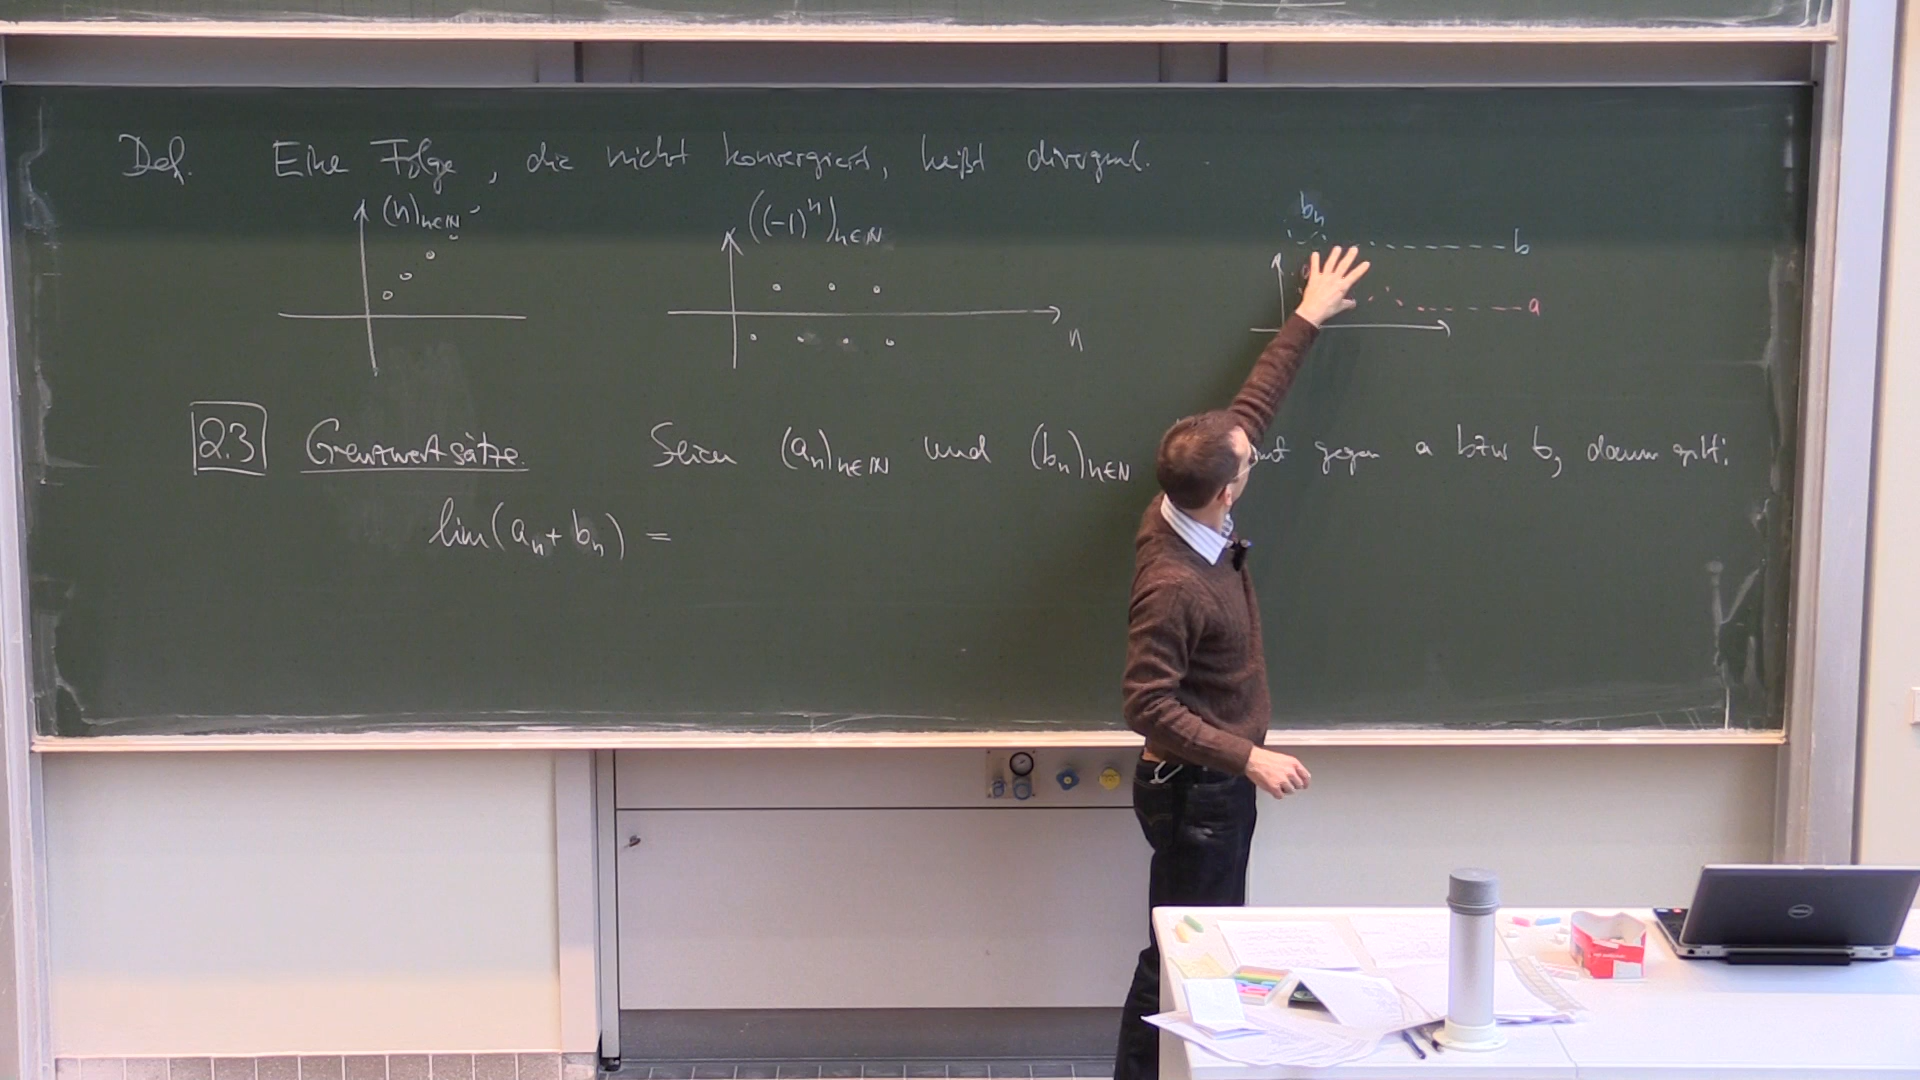 Def. Eine Folge, die nicht konvergiert, heißt divergent.
(n)n∈ℕ
((-1)^n)n∈ℕ
n
bn
b
a
2.3 Grenzwertsätze. Seien (an)n∈ℕ und (bn)n∈ℕ gegen a bzw b, dann gilt:
lim(an + bn) =
DELL